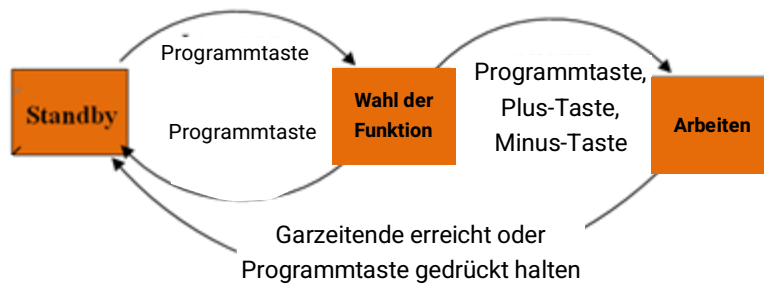 Programmtaste
Standby
Programmtaste
Wahl der
Funktion
Programmtaste,
Plus-Taste,
Minus-Taste
Arbeiten
Garzeitende erreicht oder
Programmtaste gedrückt halten